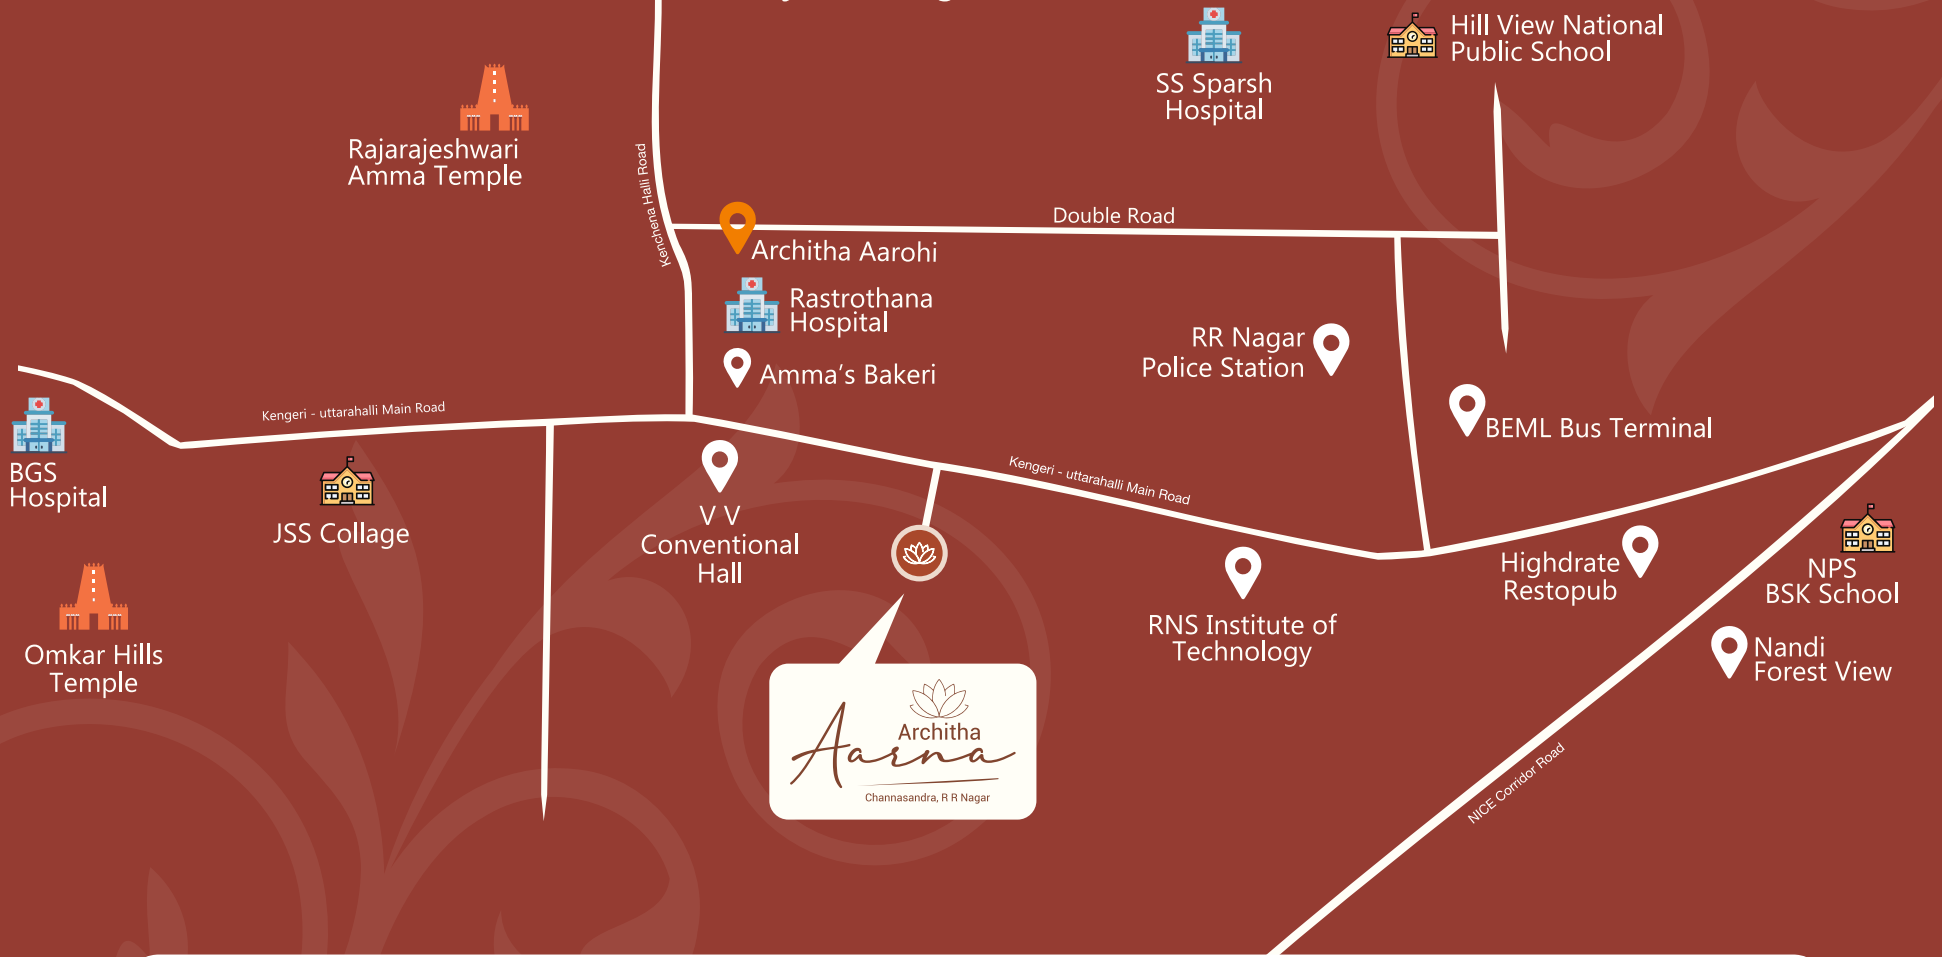 Hill View National
Public School
SS Sparsh
Hospital
Rajarajeshwari
Amma Temple
Kenchena Halli Road
Double Road
Architha Aarohi
Rastrothana
Hospital
Amma's Bakeri
RR Nagar
Police Station
BEML Bus Terminal
Kengeri - uttarahalli Main Road
BGS
Hospital
JSS Collage
V V
Conventional
Hall
Kengeri - uttarahalli Main Road
Highdrate
Restopub
NPS
BSK School
RNS Institute of
Technology
Nandi
Forest View
Omkar Hills
Temple
Architha
Aarna
Channasandra, R R Nagar
NICE Corridor Road